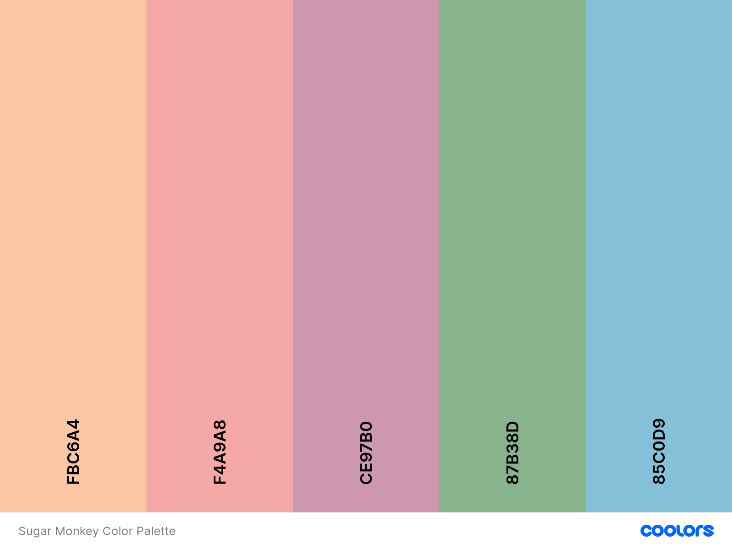 FBC6A4
F4A9A8
CE97B0
87B38D
85C0D9
Sugar Monkey Color Palette
coolors